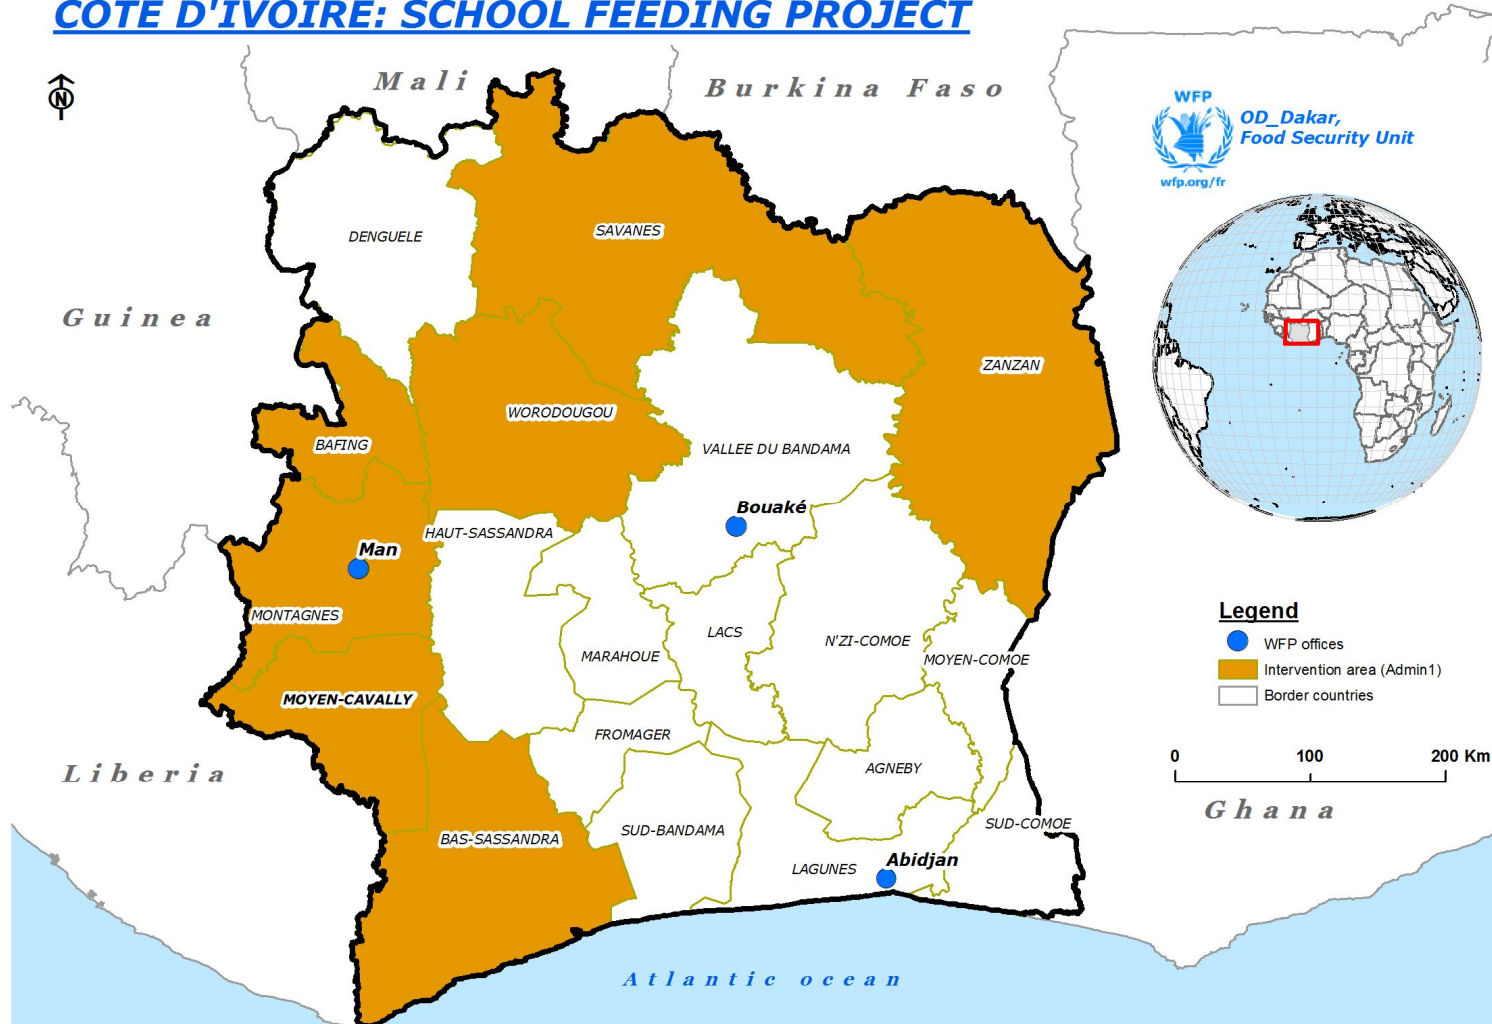 COTE D'IVOIRE: SCHOOL FEEDING PROJECT
N
Mali
Burkina Faso
WFP
OD_Dakar,
Food Security Unit
wfp.org/fr
DENGUELE
SAVANES
Guinea
ZANZAN
WORODOUGOU
BAFING
VALLEE DU BANDAMA
Bouaké
HAUT-SASSANDRA
Man
MONTAGNES
LACS
N'ZI-COMOE
MARAHOUE
MOYEN-COMOE
MOYEN-CAVALLY
FROMAGER
Liberia
AGNEBY
SUD-BANDAMA
SUD-COMOE
BAS-SASSANDRA
LAGUNES
Abidjan
Atlantic ocean
Legend
WFP offices
Intervention area (Admin1)
Border countries
0 100 200 Km
Ghana